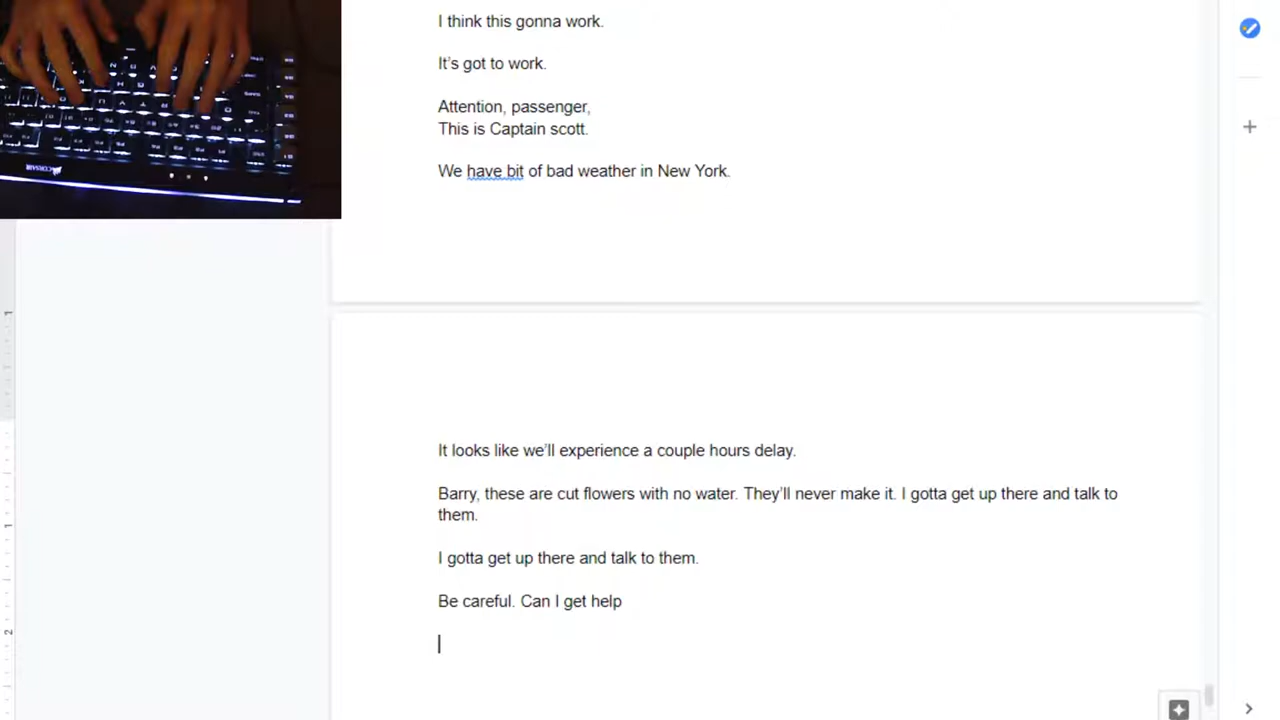 I think this gonna work.
It's got to work.
Attention, passenger,
This is Captain scott.
We have bit of bad weather in New York.
It looks like we'll experience a couple hours delay.
Barry, these are cut flowers with no water. They'll never make it. I gotta get up there and talk to
them.
I gotta get up there and talk to them.
Be careful. Can I get help